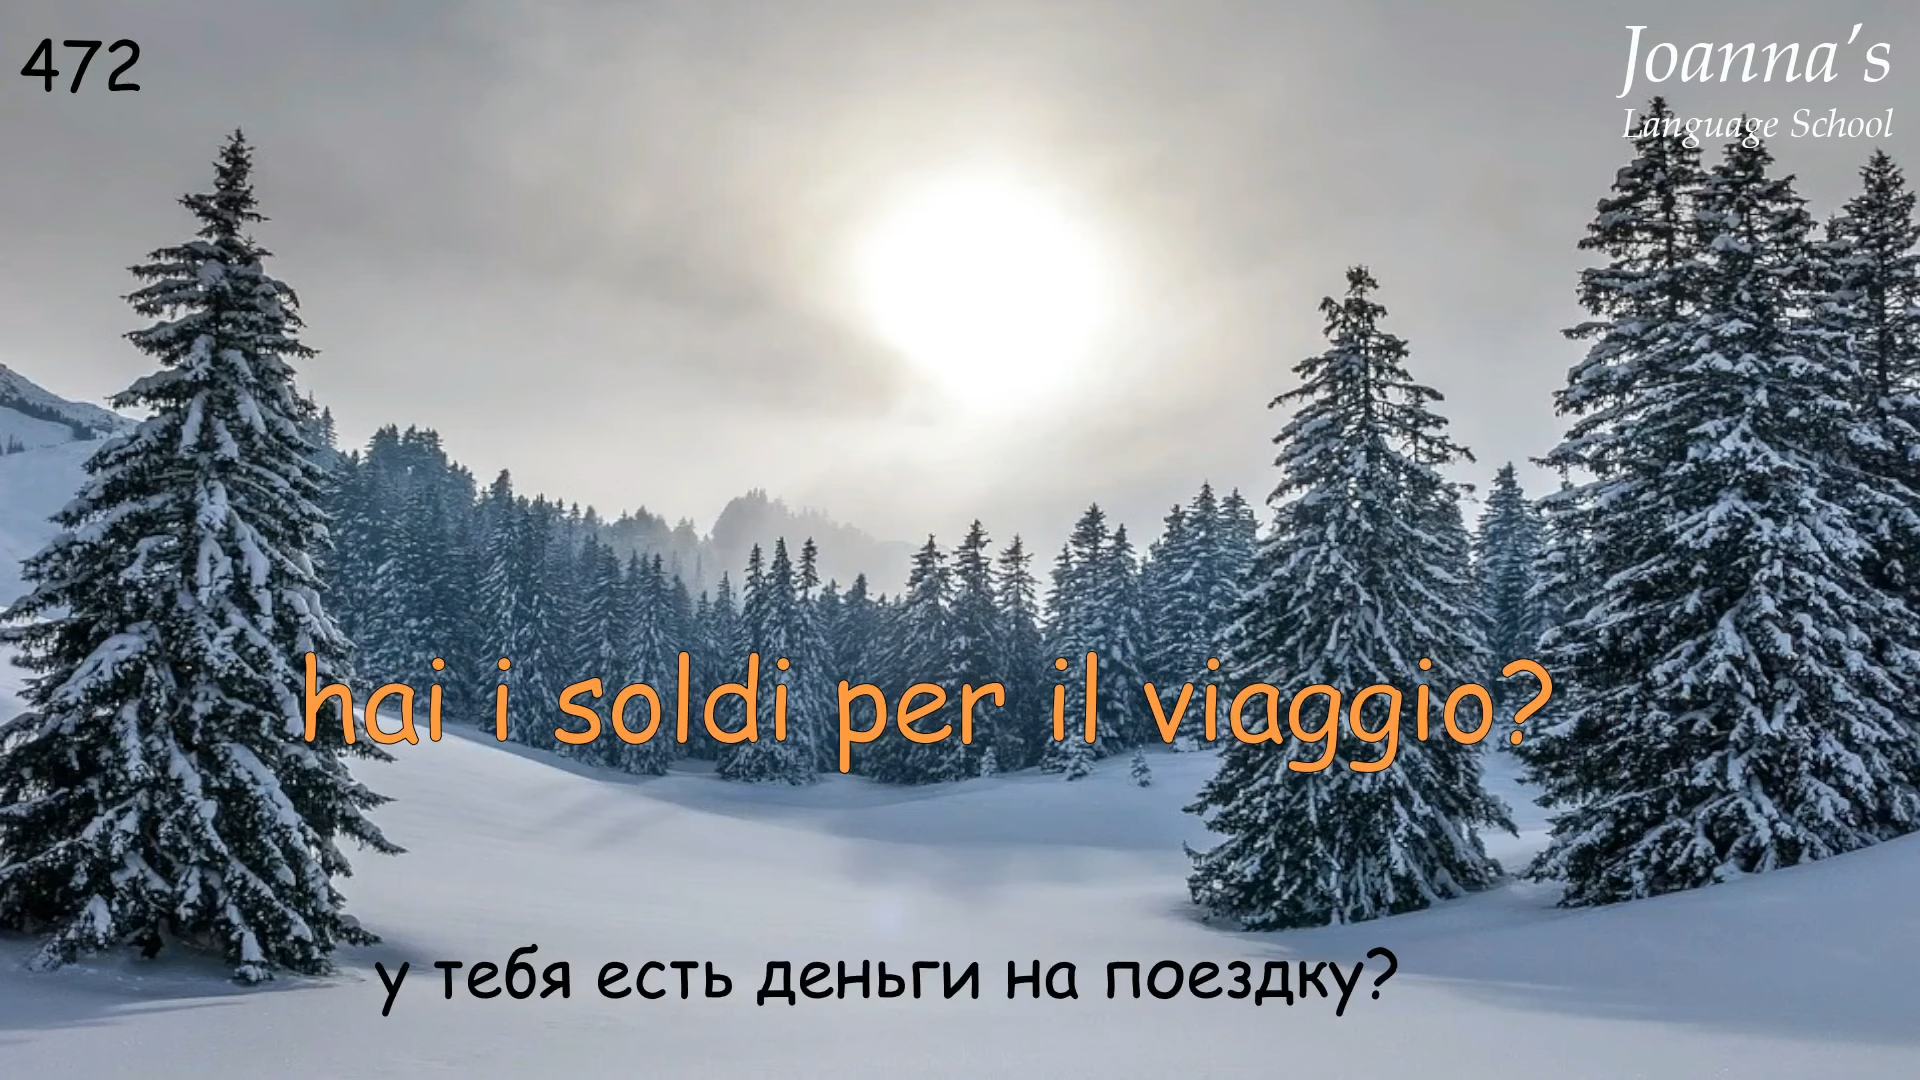 472
Joanna's
Language School
hai i soldi per il viaggio?
у тебя есть деньги на поездку?